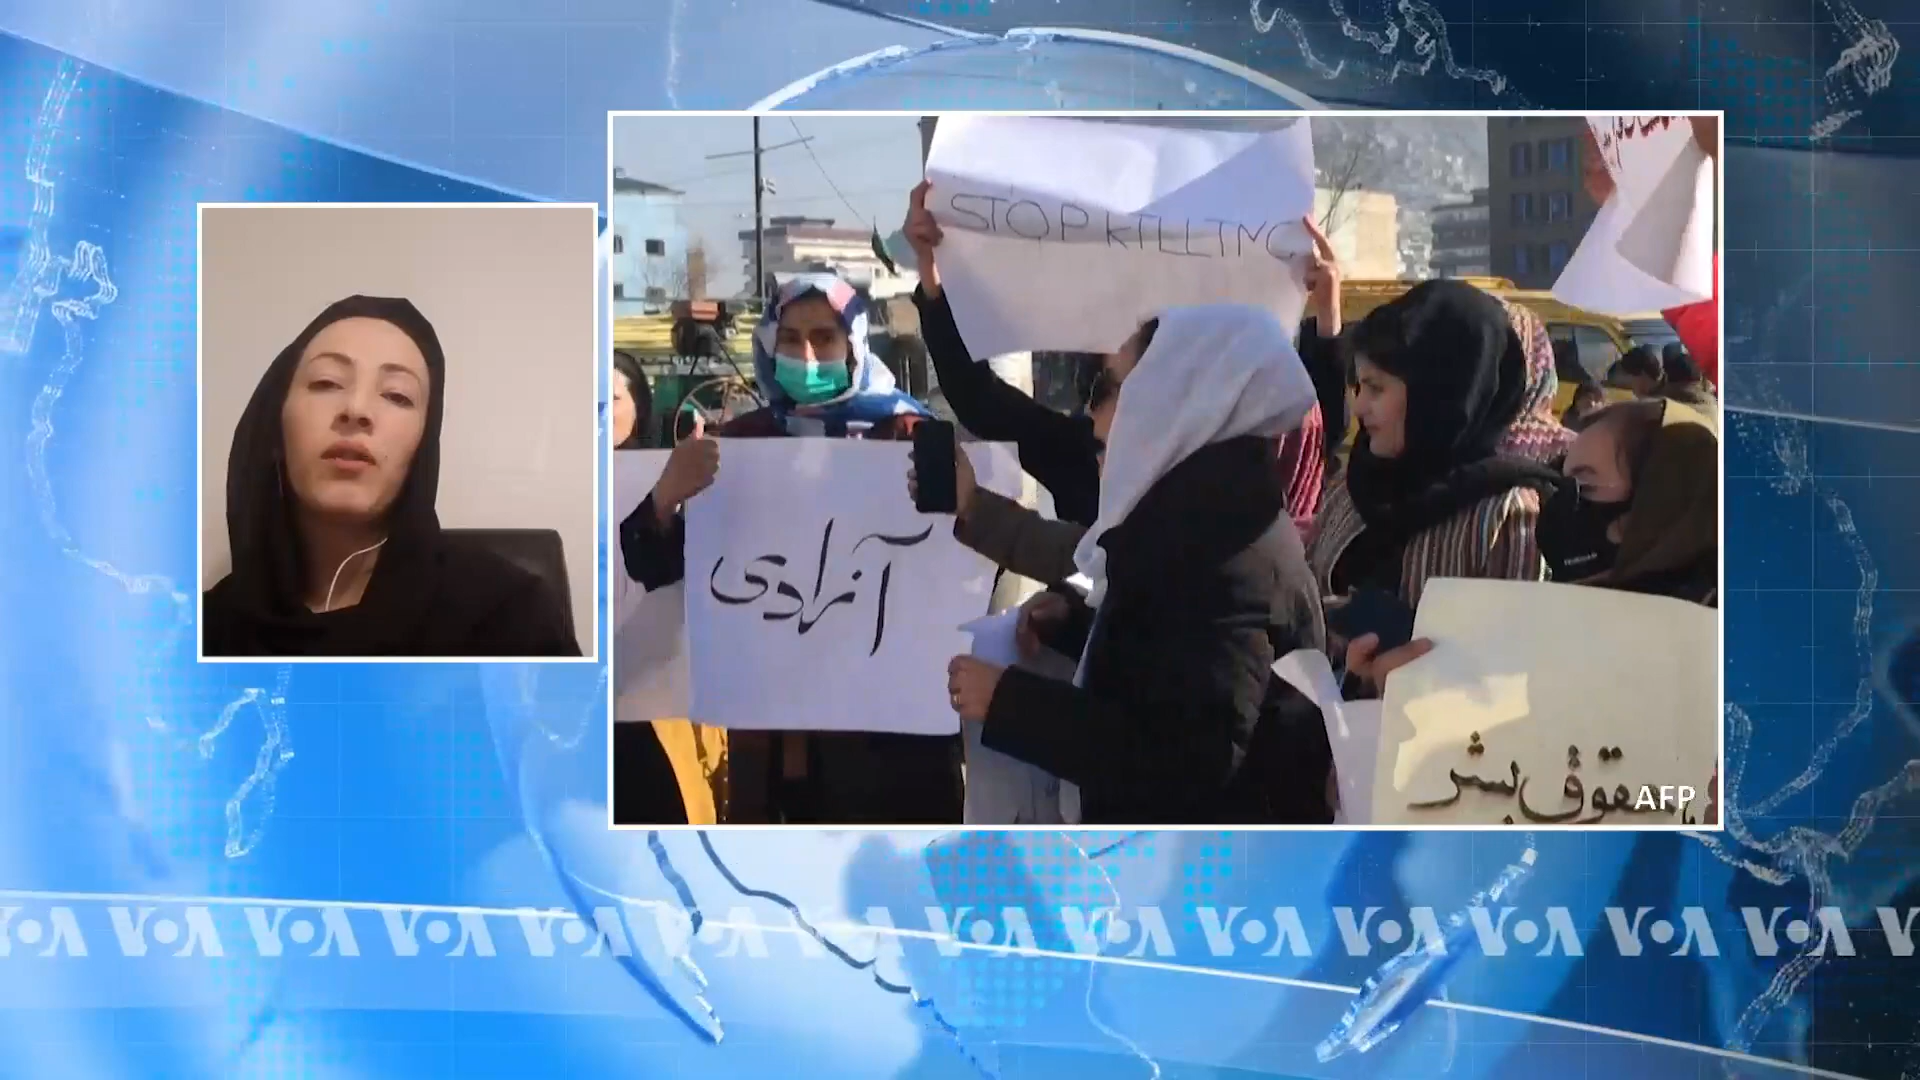 STOP KILLING
آزادی
حقوق بشر
AFP
VOA VOA VOA VOA VOA VOA VOA VOA VOA VOA VOA VOA VOA VOA